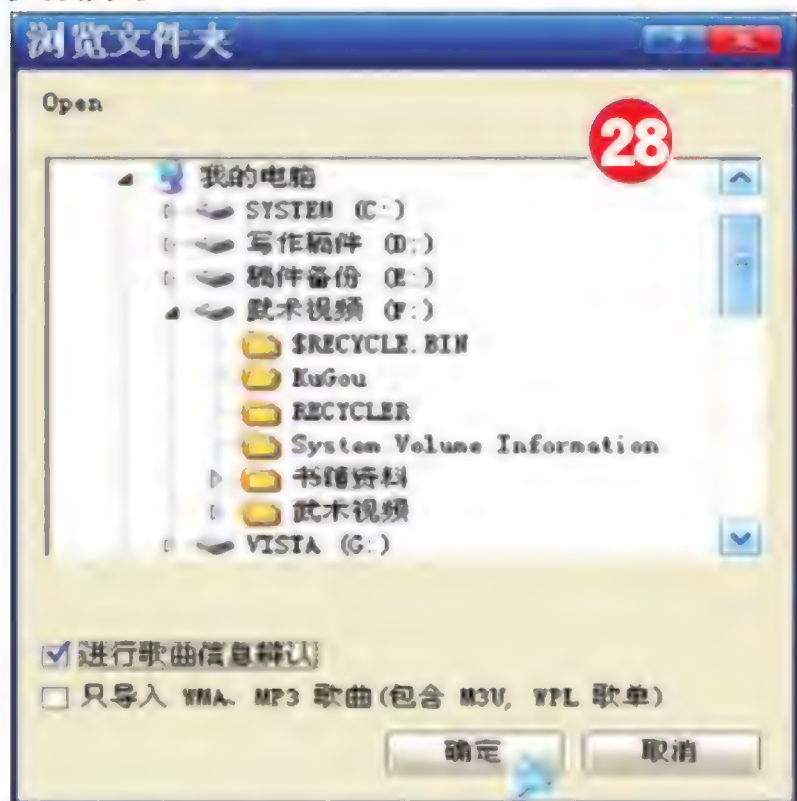 浏览文件夹
Open
28
我的电脑
SYSTEM (C:)
写作稿件 (D:)
稿件备份 (E:)
武术视频 (F:)
$RECYCLE.BIN
KuGou
RECYCLER
System Volume Information
书籍资料
武术视频
VISTA (G:)
进行歌曲信息辩认
只导入 WMA、MP3 歌曲(包含 M3U, WPL 歌单)
确定
取消